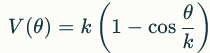 V(θ) = k (1 − cos θ/k)